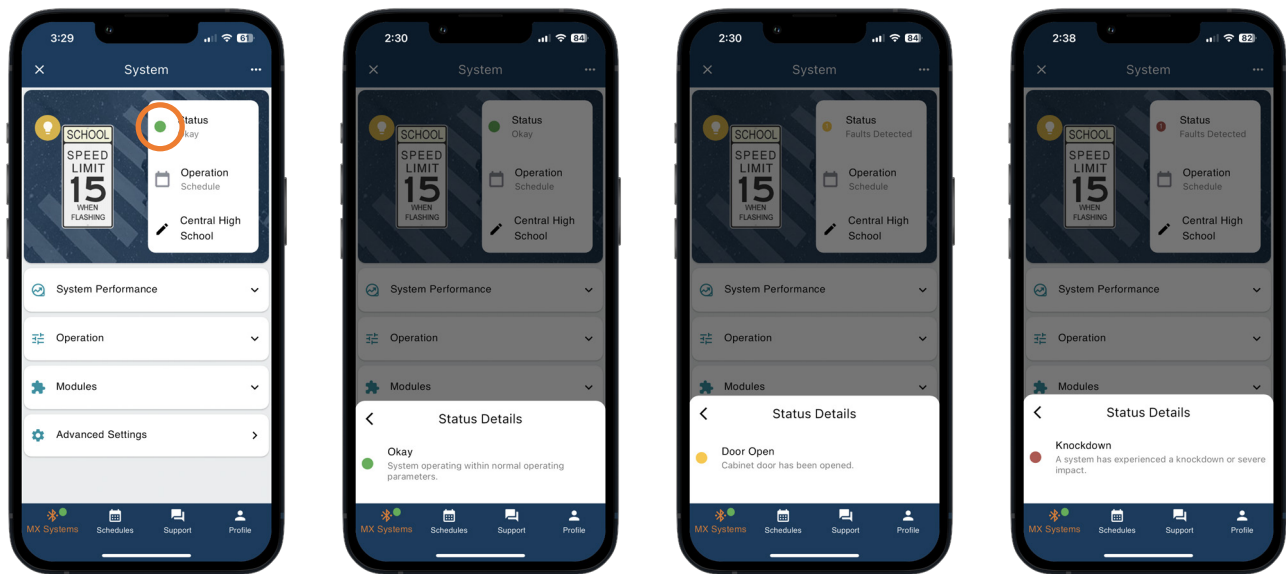 3:29
61
System
SCHOOL
SPEED
LIMIT
15
WHEN
FLASHING
Status
Okay
Operation
Schedule
Central High
School
System Performance
Operation
Modules
Advanced Settings
MX Systems
Schedules
Support
Profile
2:30
84
System
SCHOOL
SPEED
LIMIT
15
WHEN
FLASHING
Status
Okay
Operation
Schedule
Central High
School
System Performance
Operation
Modules
Status Details
Okay
System operating within normal operating
parameters.
MX Systems
Schedules
Support
Profile
2:30
84
System
SCHOOL
SPEED
LIMIT
15
WHEN
FLASHING
Status
Faults Detected
Operation
Schedule
Central High
School
System Performance
Operation
Modules
Status Details
Door Open
Cabinet door has been opened.
MX Systems
Schedules
Support
Profile
2:38
82
System
SCHOOL
SPEED
LIMIT
15
WHEN
FLASHING
Status
Faults Detected
Operation
Schedule
Central High
School
System Performance
Operation
Modules
Status Details
Knockdown
A system has experienced a knockdown or severe
impact.
MX Systems
Schedules
Support
Profile